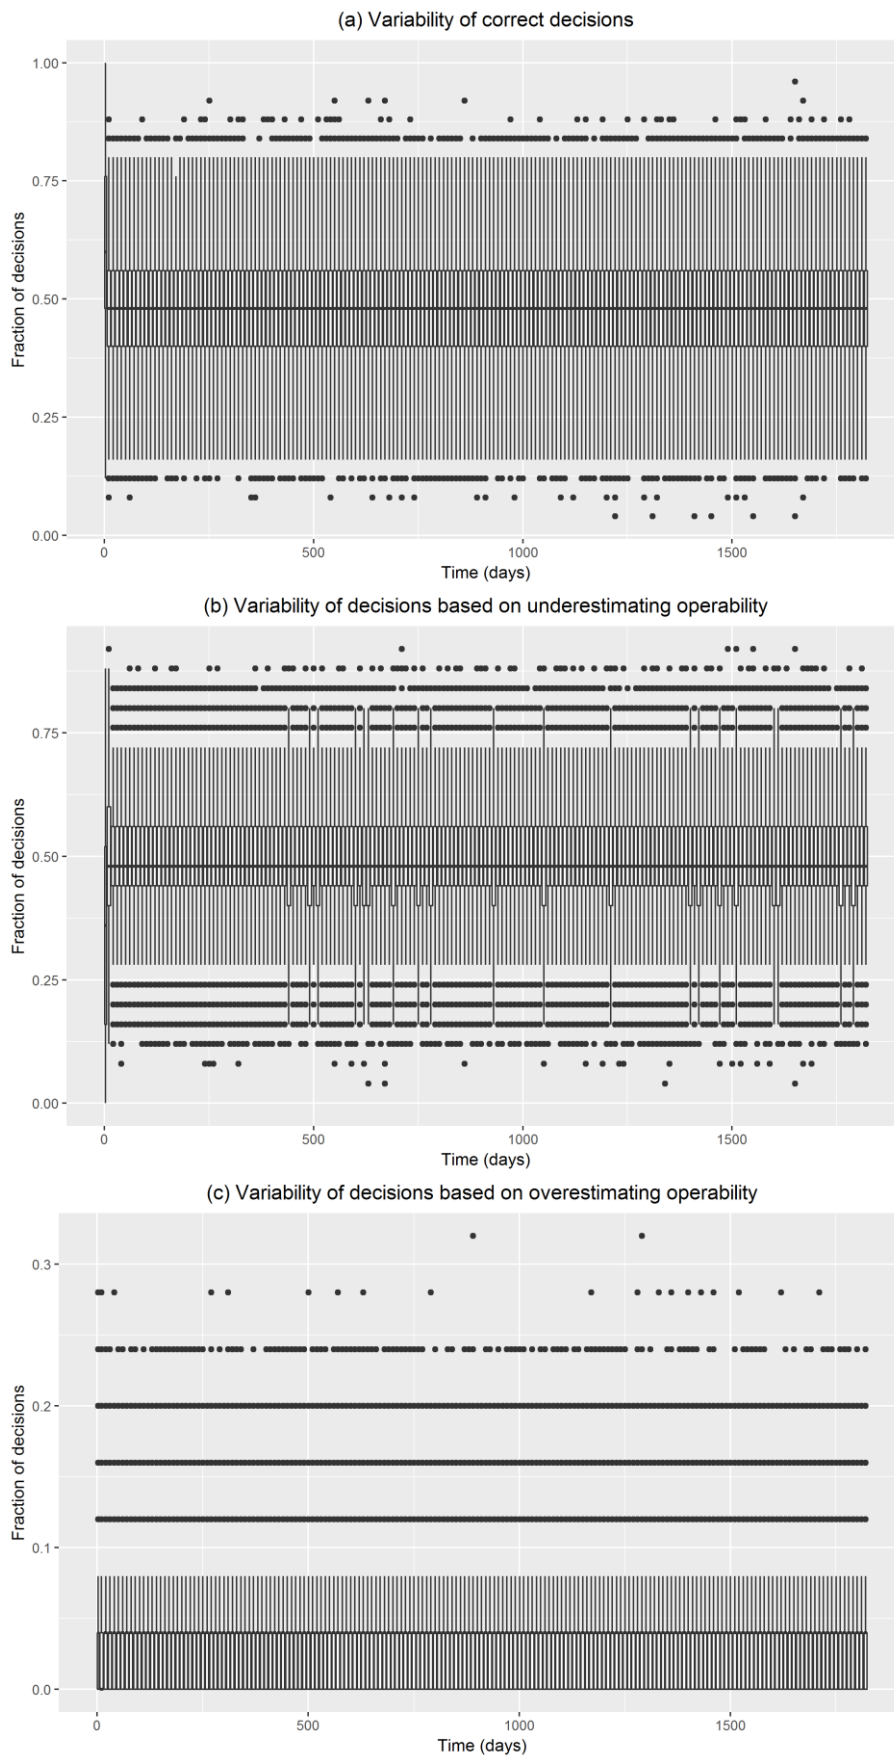 (a) Variability of correct decisions
1.00
0.75
0.50
0.25
0.00
Fraction of decisions
0 500 1000 1500
Time (days)
(b) Variability of decisions based on underestimating operability
0.75
0.50
0.25
0.00
Fraction of decisions
0 500 1000 1500
Time (days)
(c) Variability of decisions based on overestimating operability
0.3
0.2
0.1
0.0
Fraction of decisions
0 500 1000 1500
Time (days)